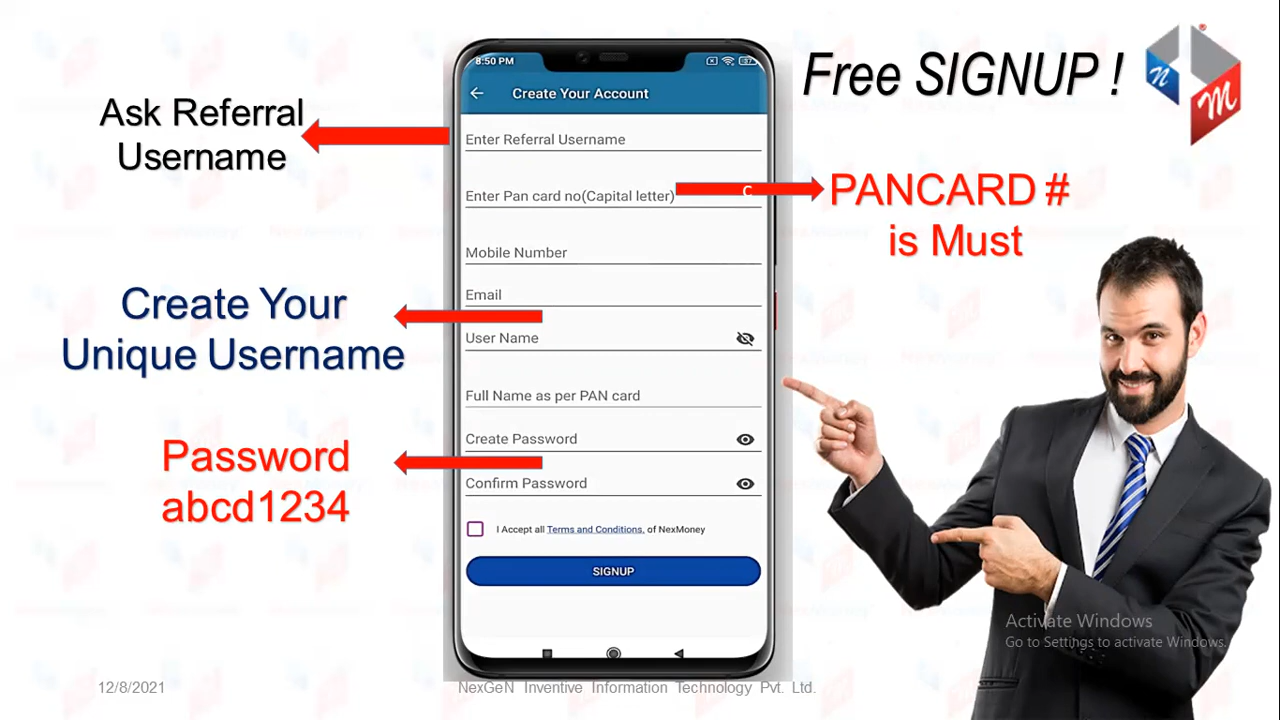 Free SIGNUP !
n
M
Ask Referral
Username
8:50 PM
Create Your Account
Enter Referral Username
Enter Pan card no(Capital letter)
C
PANCARD #
is Must
Mobile Number
Email
Create Your
Unique Username
User Name
Full Name as per PAN card
Create Password
Password
abcd1234
Confirm Password
I Accept all Terms and Conditions, of NexMoney
SIGNUP
Activate Windows
Go to Settings to activate Windows.
12/8/2021
NexGeN Inventive Information Technology Pvt. Ltd.